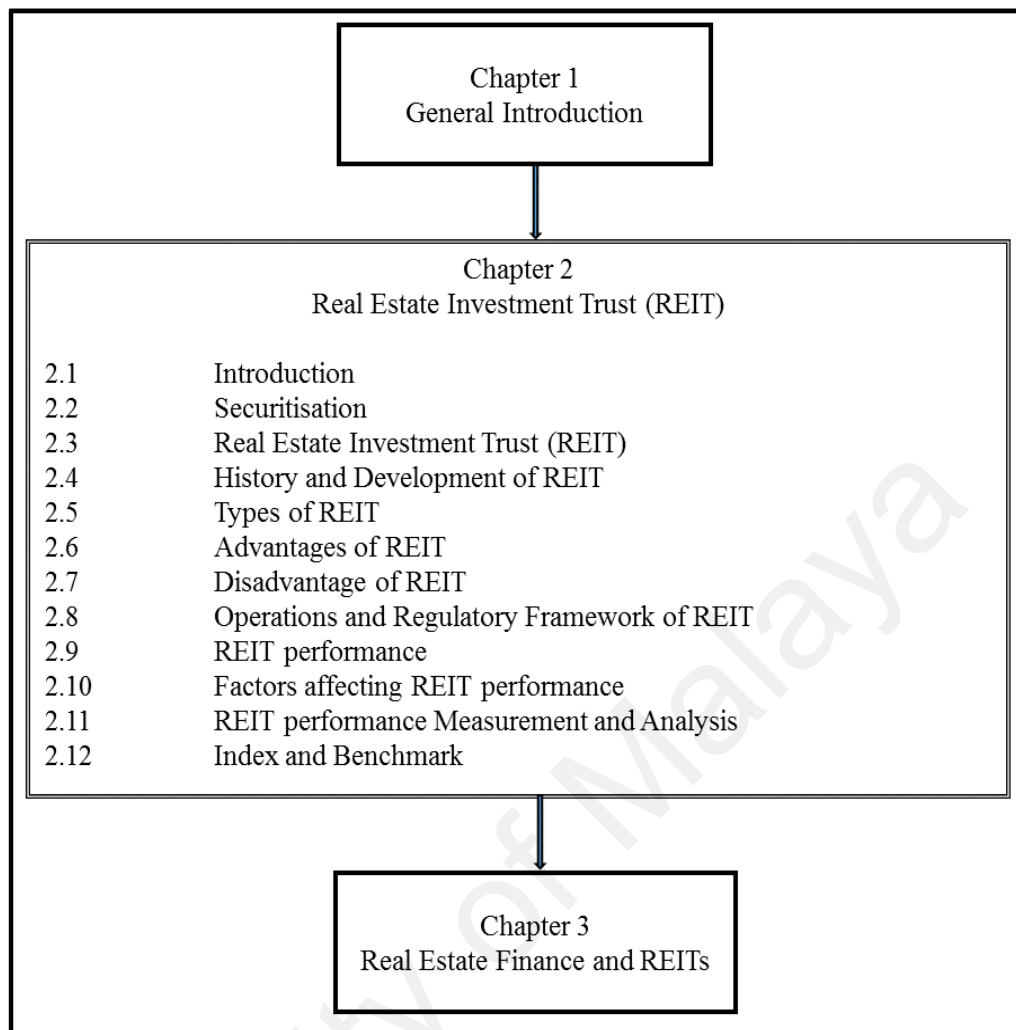 Chapter 1
General Introduction
Chapter 2
Real Estate Investment Trust (REIT)
2.1 Introduction
2.2 Securitisation
2.3 Real Estate Investment Trust (REIT)
2.4 History and Development of REIT
2.5 Types of REIT
2.6 Advantages of REIT
2.7 Disadvantage of REIT
2.8 Operations and Regulatory Framework of REIT
2.9 REIT performance
2.10 Factors affecting REIT performance
2.11 REIT performance Measurement and Analysis
2.12 Index and Benchmark
Chapter 3
Real Estate Finance and REITs
of Malaya